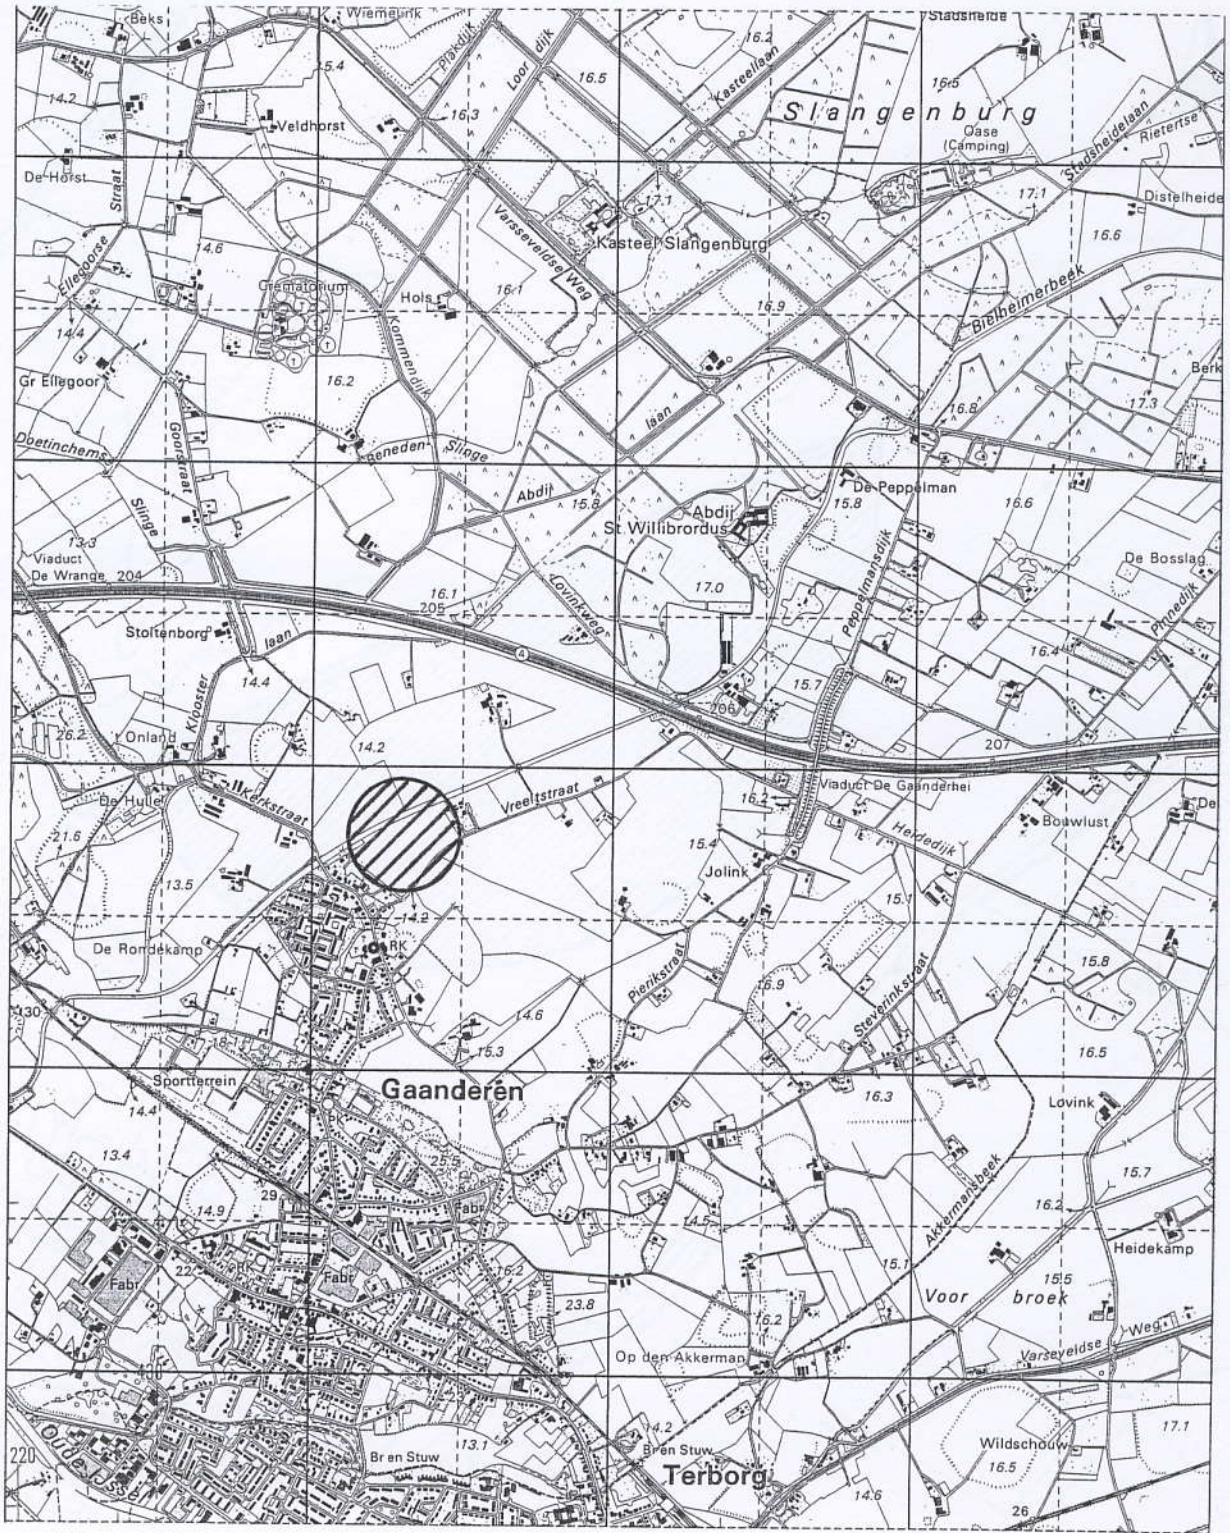 Beks
Wiemelink
Stadsheide
Plakdijk
Loor dijk
16.2
15.4
16.5
Kasteellaan
16.5
14.2
16.3
Slangenburg
Veldhorst
Oase
(Camping)
Stadsheidelaan
Rietertse
De Horst
Straat
17.1
17.1
Distelheide
Varsseveldse Weg
Kasteel Slangenburg
16.6
14.6
Ellegoorse
Crematorium
Hols
16.1
16.9
Bielheimerbeek
14.4
Kommendijk
Gr Ellegoor
16.2
Berk
16.8
17.3
laan
Doetinchems
Goorstraat
Beneden-
Slinge
Abdij
15.8
De Peppelman
Slinge
Abdij
St Willibrordus
15.8
16.6
13.3
Peppelmansdijk
De Bosslag
Viaduct
De Wrange
204
16.1
205
Lovinkweg
17.0
Pinnedijk
Stoltenborg
laan
4
16.4
14.4
15.7
Klooster
206
26.2
't Onland
14.2
207
De Hulle
Kerkstraat
Vreeltstraat
16.2
Viaduct De Gaanderhei
De
Bouwlust
Heidedijk
21.6
15.4
Jolink
13.5
15.1
14.2
De Rondekamp
RK
15.8
Pierikstraat
16.9
Steverinkstraat
30
14.6
18.1
15.3
16.5
Sportterrein
Gaanderen
14.4
16.3
Lovink
13.4
25.5
15.7
Akkermansbeek
29
14.9
Fabr
14.5
16.2
22
RK
16.2
15.1
Heidekamp
Fabr
Fabr
23.8
15.5
Voor broek
16.2
Weg
Op den Akkerman
Varseveldse
14.2
17.1
220
Oude IJssel
13.1
Br en Stuw
Br en Stuw
Wildschouw
Terborg
16.5
14.6
26